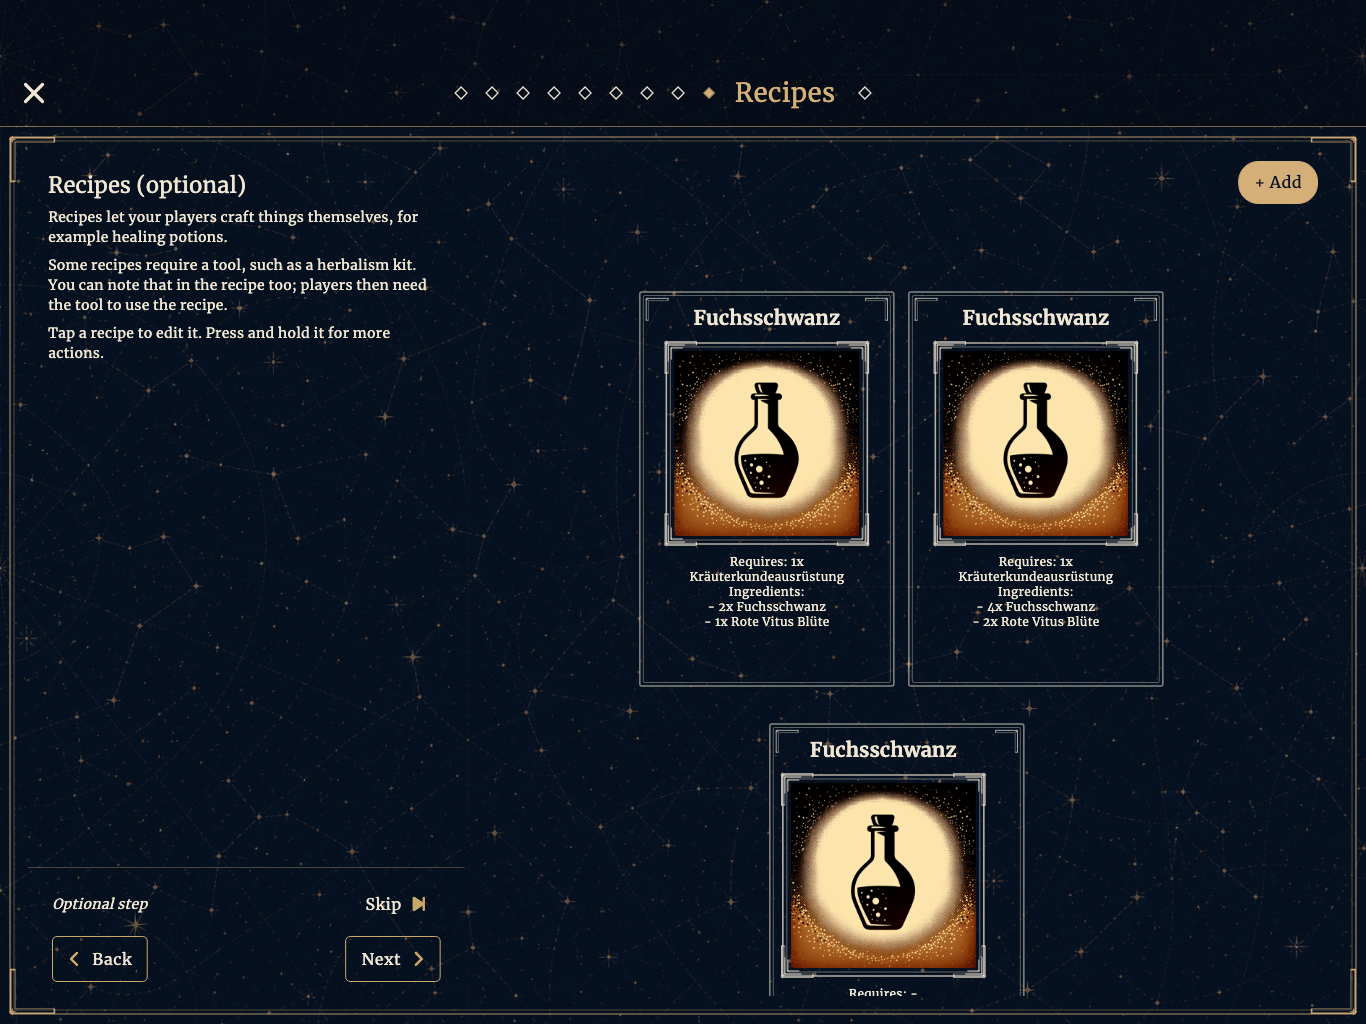 Recipes
Recipes (optional)
Recipes let your players craft things themselves, for
example healing potions.
Some recipes require a tool, such as a herbalism kit.
You can note that in the recipe too; players then need
the tool to use the recipe.
Tap a recipe to edit it. Press and hold it for more
actions.
Optional step
Skip
Back
Next
+ Add
Fuchsschwanz
Requires: 1x
Kräuterkundeausrüstung
Ingredients:
- 2x Fuchsschwanz
- 1x Rote Vitus Blüte
Fuchsschwanz
Requires: 1x
Kräuterkundeausrüstung
Ingredients:
- 4x Fuchsschwanz
- 2x Rote Vitus Blüte
Fuchsschwanz
Requires: -